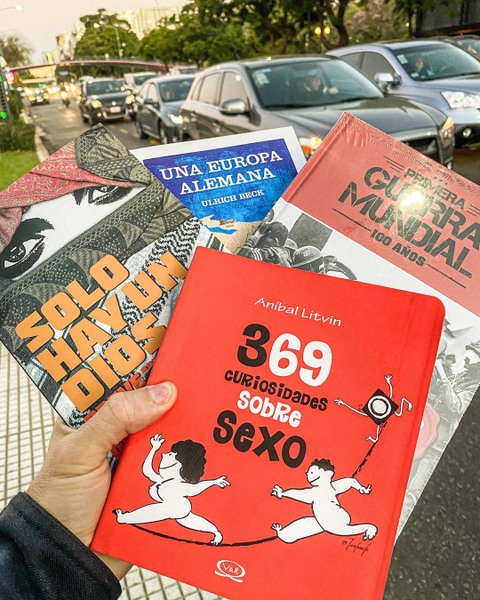 UNA EUROPA
ALEMANA
ULRICH BECK
PRIMERA
GUERRA
MUNDIAL
100 AÑOS
SOLO
HAY UN
DIOS
Aníbal Litvin
369
CURIOSIDADES
SOBRE
SEXO
V&R